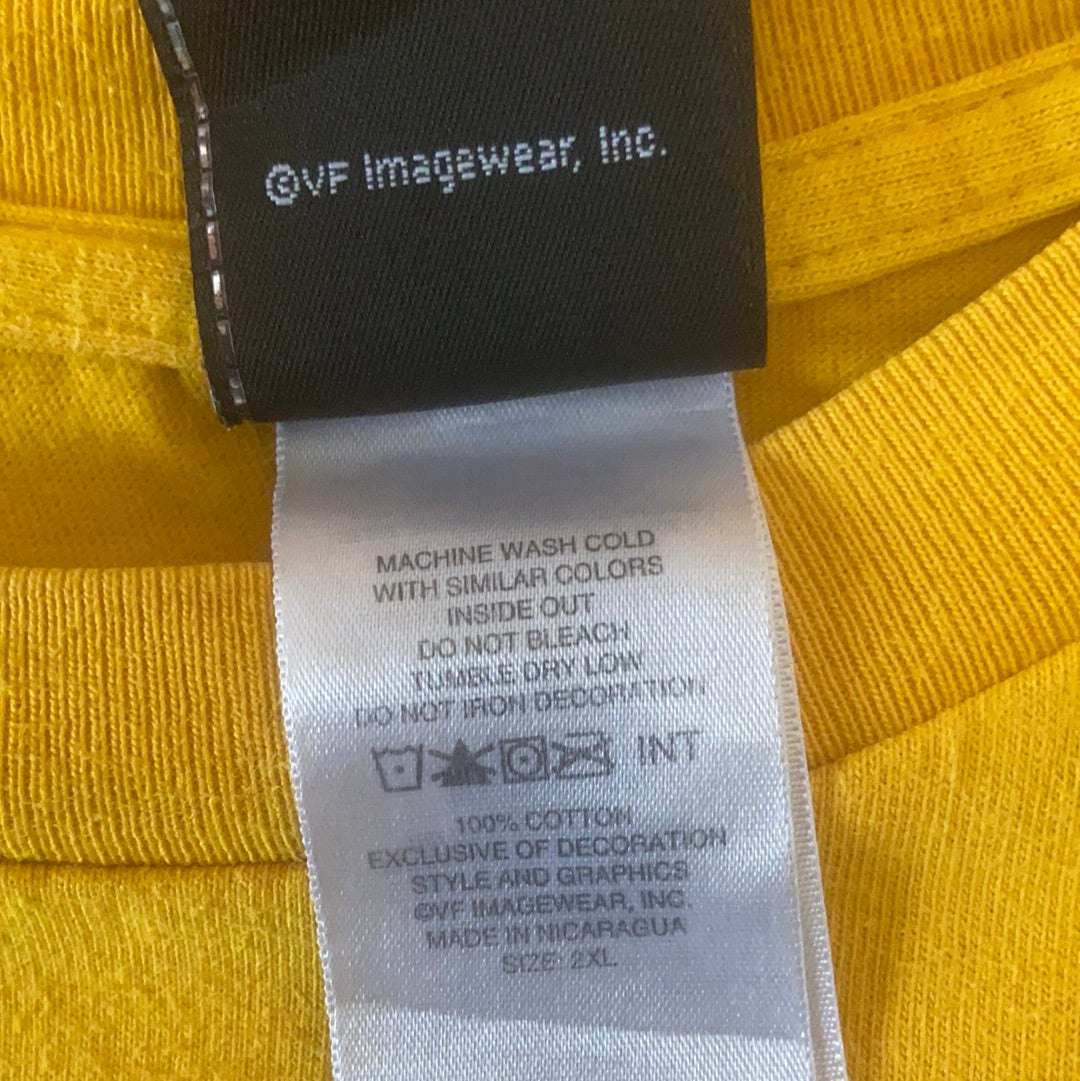 ©VF Imagewear, Inc.
MACHINE WASH COLD
WITH SIMILAR COLORS
INSIDE OUT
DO NOT BLEACH
TUMBLE DRY LOW
DO NOT IRON DECORATION
INT
100% COTTON
EXCLUSIVE OF DECORATION
STYLE AND GRAPHICS
©VF IMAGEWEAR, INC.
MADE IN NICARAGUA
SIZE: 2XL